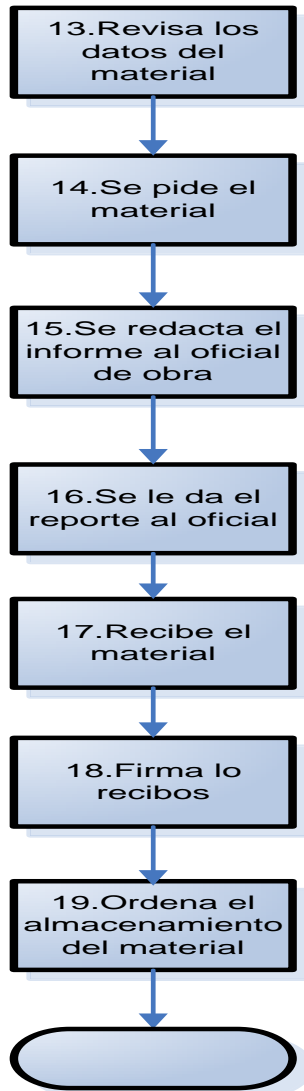 13.Revisa los
datos del
material
14.Se pide el
material
15.Se redacta el
informe al oficial
de obra
16.Se le da el
reporte al oficial
17.Recibe el
material
18.Firma lo
recibos
19.Ordena el
almacenamiento
del material